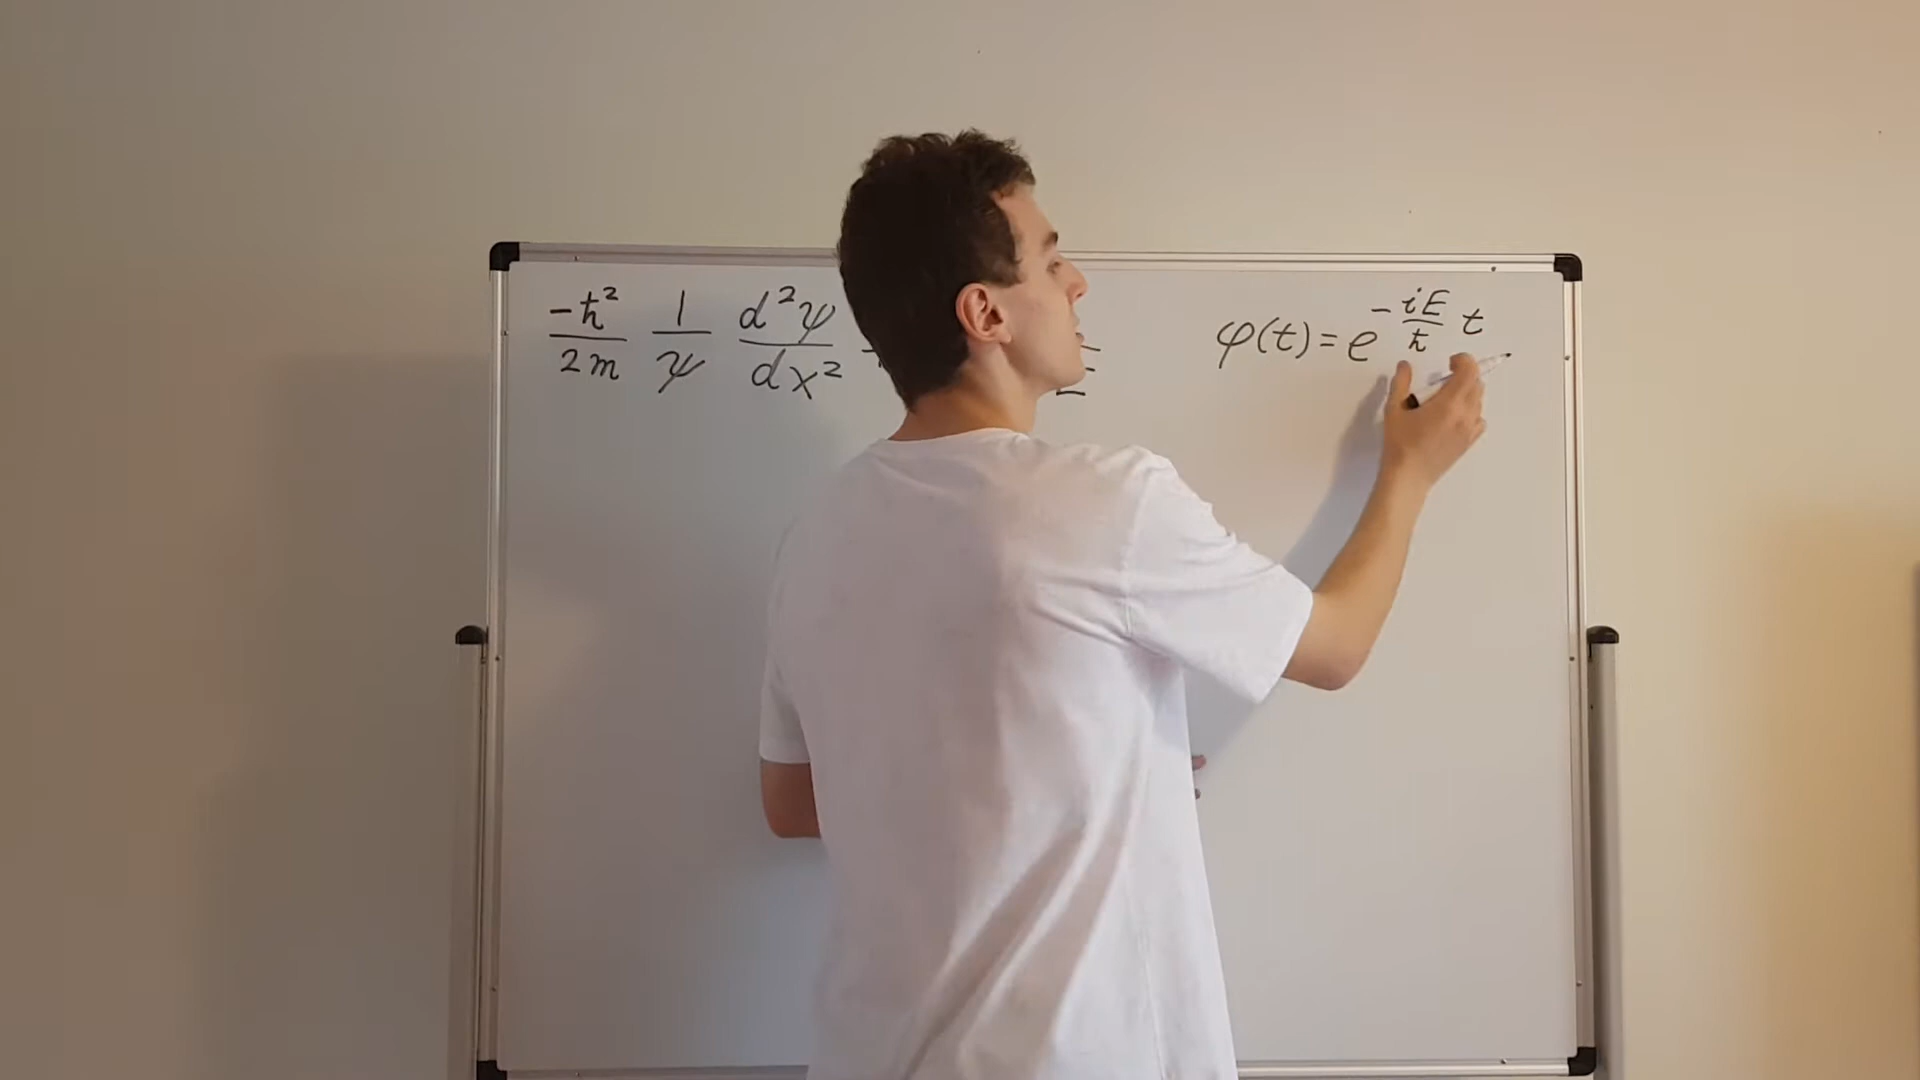 -ħ²/2m 1/ψ d²ψ/dx²
φ(t) = e^(-iE/ħ t)